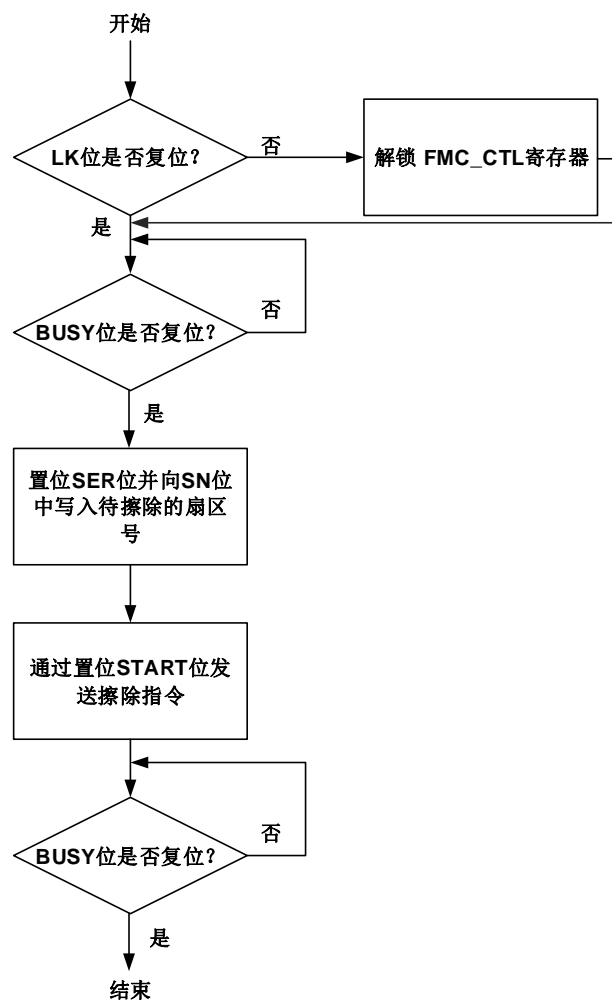 开始
LK位是否复位？
否
解锁 FMC_CTL寄存器
是
否
BUSY位是否复位？
是
置位SER位并向SN位
中写入待擦除的扇区
号
通过置位START位发
送擦除指令
否
BUSY位是否复位？
是
结束